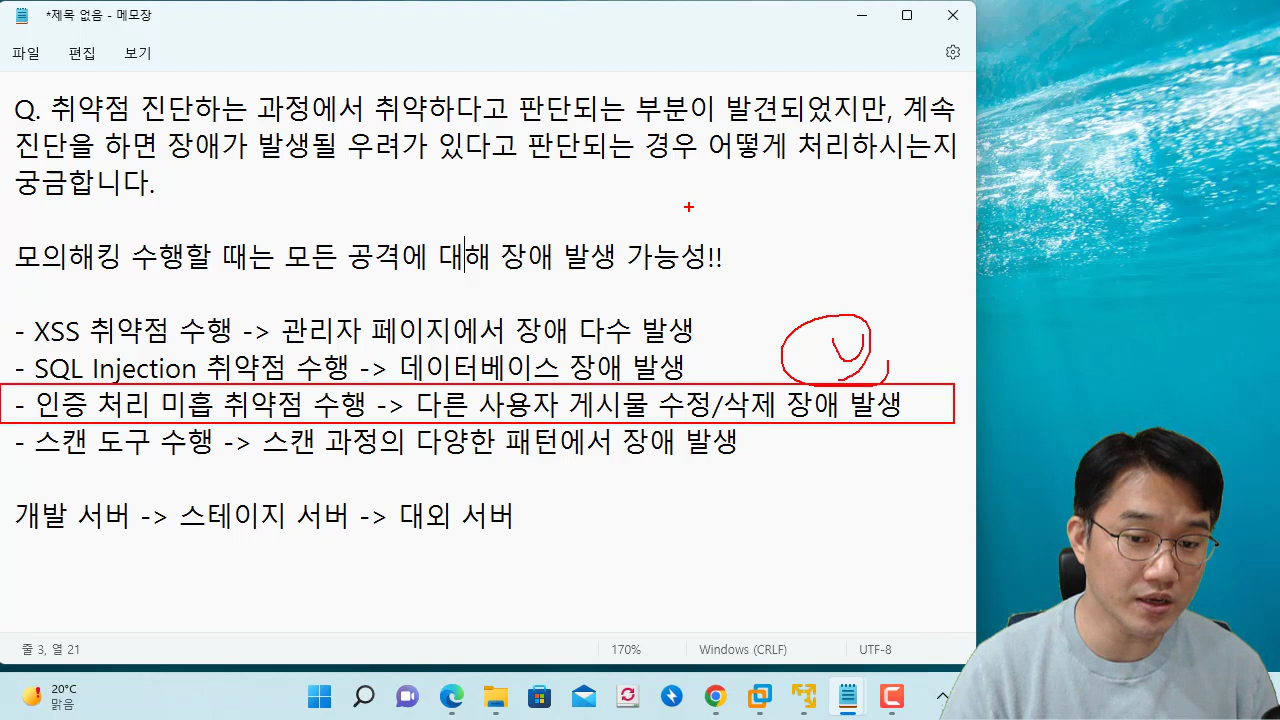 *제목 없음 - 메모장
파일 편집 보기
Q. 취약점 진단하는 과정에서 취약하다고 판단되는 부분이 발견되었지만, 계속
진단을 하면 장애가 발생될 우려가 있다고 판단되는 경우 어떻게 처리하시는지
궁금합니다.
모의해킹 수행할 때는 모든 공격에 대해 장애 발생 가능성!!
- XSS 취약점 수행 -> 관리자 페이지에서 장애 다수 발생
- SQL Injection 취약점 수행 -> 데이터베이스 장애 발생
- 인증 처리 미흡 취약점 수행 -> 다른 사용자 게시물 수정/삭제 장애 발생
- 스캔 도구 수행 -> 스캔 과정의 다양한 패턴에서 장애 발생
개발 서버 -> 스테이지 서버 -> 대외 서버
줄 3, 열 21 170% Windows (CRLF) UTF-8
20°C
맑음